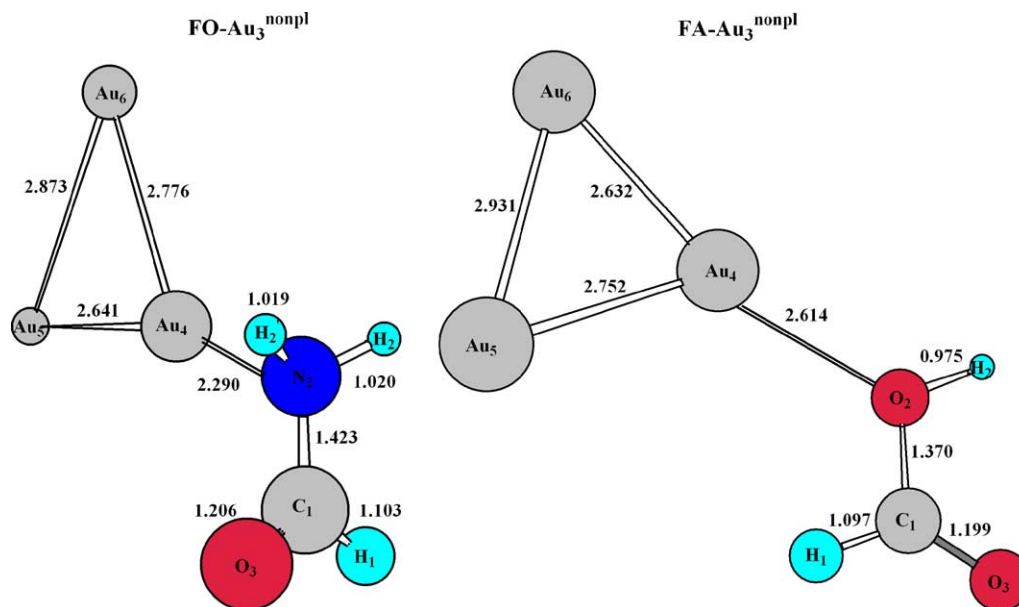 FO-Au₃ⁿᵒⁿᵖˡ
FA-Au₃ⁿᵒⁿᵖˡ
Au₆
2.873
2.776
2.641
Au₅
Au₄
1.019
H₂
H₂
N₂
2.290
1.020
1.423
1.206
C₁
1.103
O₃
H₁
Au₆
2.931
2.632
2.752
Au₄
Au₅
2.614
0.975
H₂
O₂
1.370
1.097
C₁
1.199
H₁
O₃